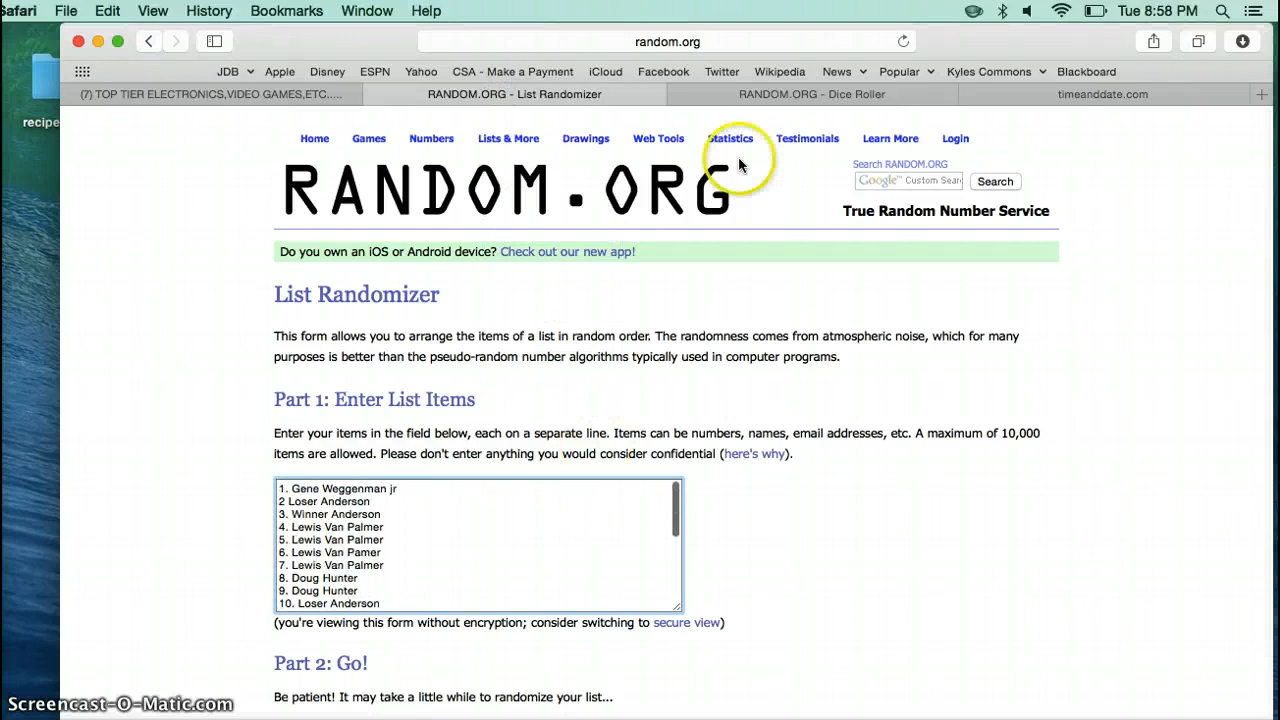 Safari File Edit View History Bookmarks Window Help Tue 8:58 PM
random.org
JDB Apple Disney ESPN Yahoo CSA - Make a Payment iCloud Facebook Twitter Wikipedia News Popular Kyles Commons Blackboard
(7) TOP TIER ELECTRONICS,VIDEO GAMES,ETC.... RANDOM.ORG - List Randomizer RANDOM.ORG - Dice Roller timeanddate.com
recipe
Home Games Numbers Lists & More Drawings Web Tools Statistics Testimonials Learn More Login
Search RANDOM.ORG
Google™ Custom Sear Search
RANDOM.ORG
True Random Number Service
Do you own an iOS or Android device? Check out our new app!
List Randomizer
This form allows you to arrange the items of a list in random order. The randomness comes from atmospheric noise, which for many
purposes is better than the pseudo-random number algorithms typically used in computer programs.
Part 1: Enter List Items
Enter your items in the field below, each on a separate line. Items can be numbers, names, email addresses, etc. A maximum of 10,000
items are allowed. Please don't enter anything you would consider confidential (here's why).
1. Gene Weggenman jr
2 Loser Anderson
3. Winner Anderson
4. Lewis Van Palmer
5. Lewis Van Palmer
6. Lewis Van Pamer
7. Lewis Van Palmer
8. Doug Hunter
9. Doug Hunter
10. Loser Anderson
(you're viewing this form without encryption; consider switching to secure view)
Part 2: Go!
Be patient! It may take a little while to randomize your list...
Screencast-O-Matic.com